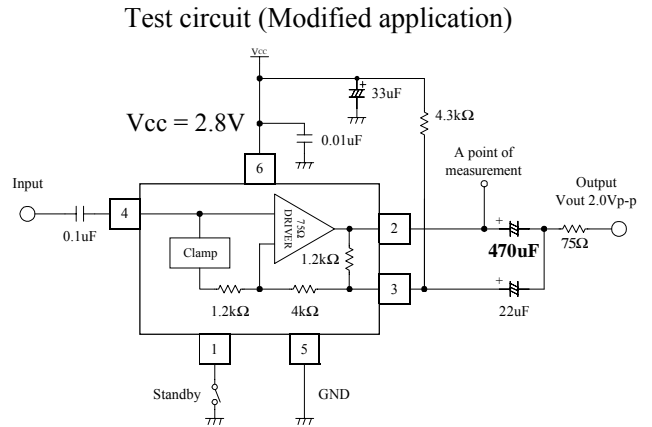 Test circuit (Modified application)
Vcc
33uF
4.3kΩ
Vcc = 2.8V
0.01uF
A point of
measurement
6
Input
Output
Vout 2.0Vp-p
4
75Ω
DRIVER
2
0.1uF
Clamp
1.2kΩ
470uF
75Ω
3
1.2kΩ
4kΩ
22uF
1
5
Standby
GND